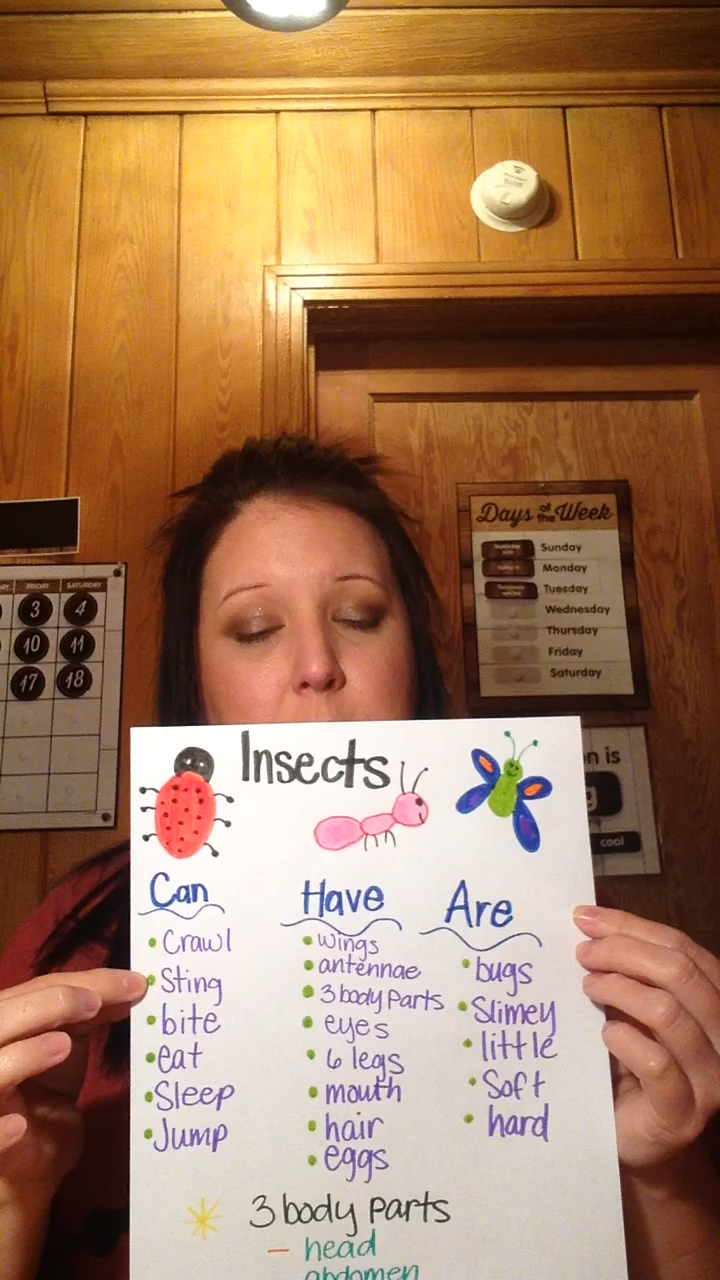 Days of the Week
Sunday
Monday
Tuesday
Wednesday
Thursday
Friday
Saturday
FRIDAY SATURDAY
3 4
10 11
17 18
n is
cool
Insects
Can
• Crawl
• Sting
• bite
• eat
• Sleep
• Jump
Have
• wings
• antennae
• 3 body parts
• eyes
• 6 legs
• mouth
• hair
• eggs
Are
• bugs
• Slimey
• little
• Soft
• hard
3 body parts
– head
abdomen